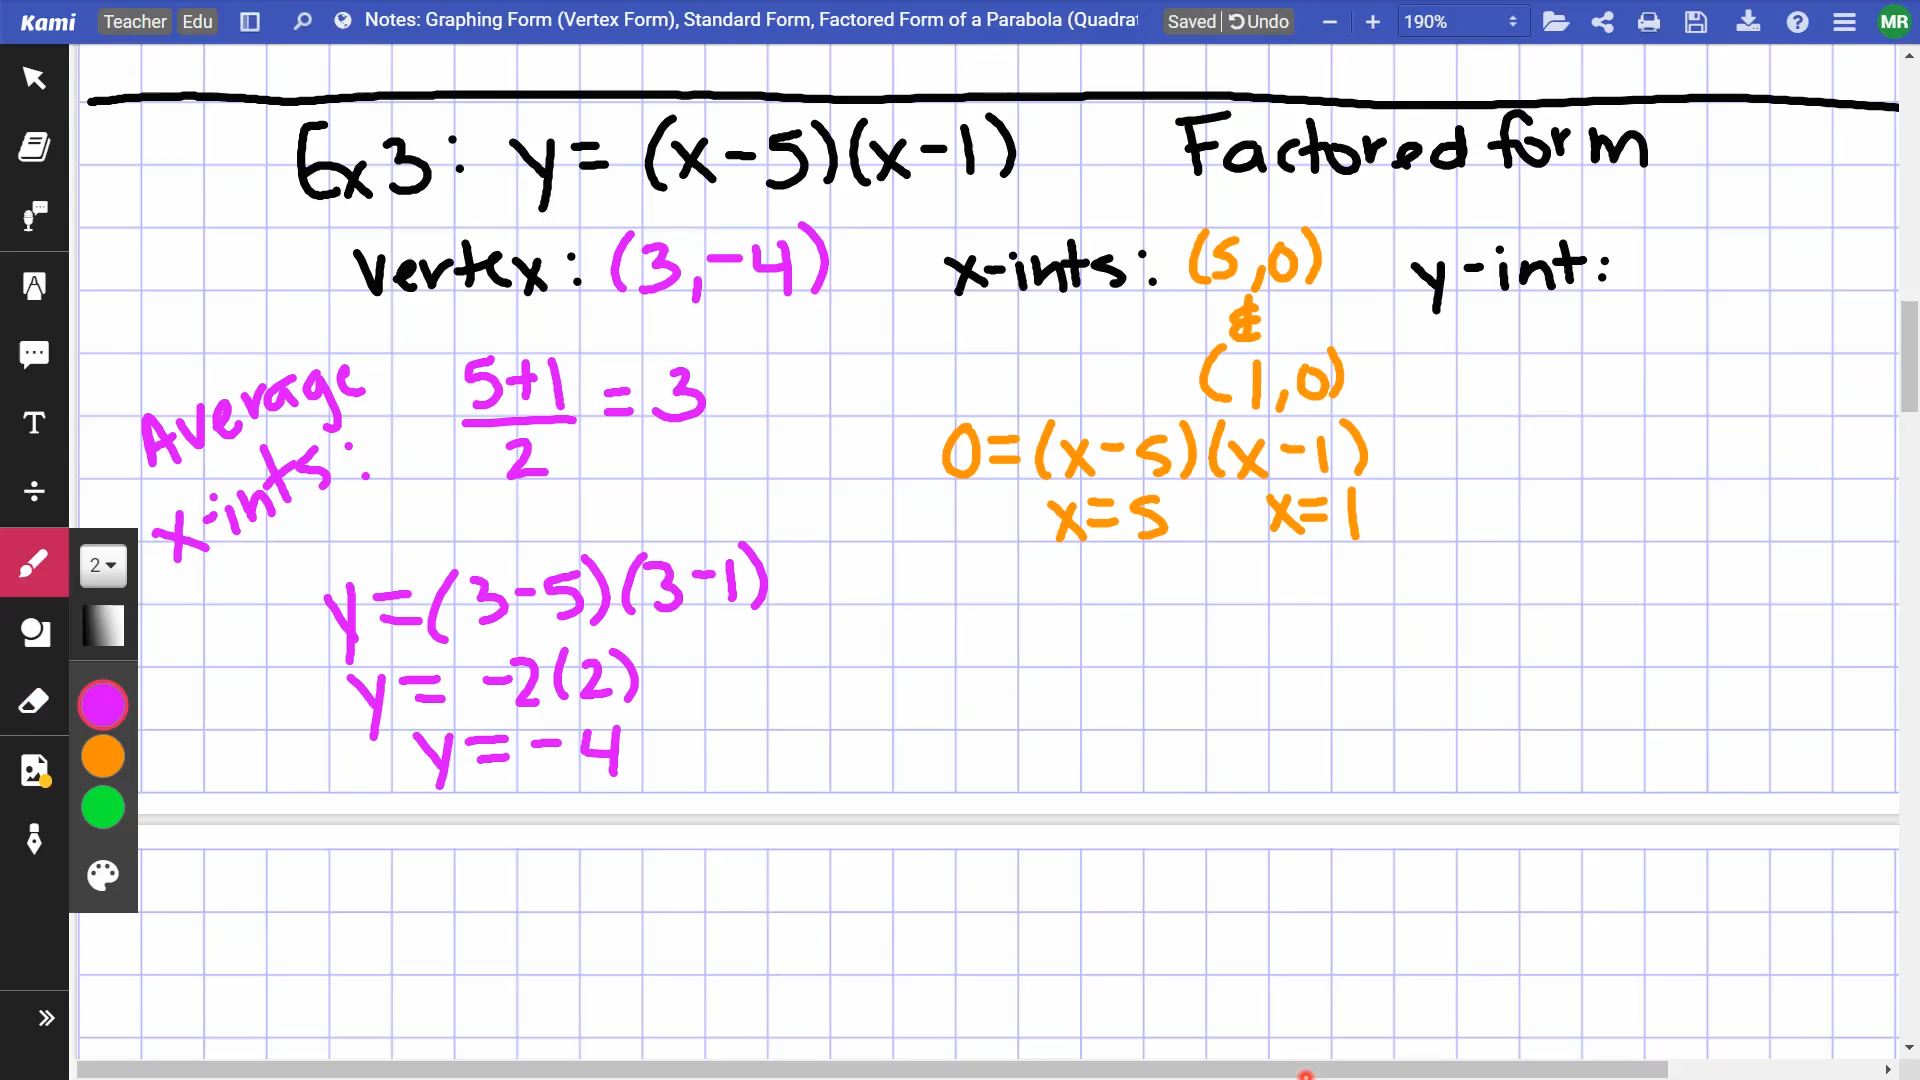 Kami Teacher Edu Notes: Graphing Form (Vertex Form), Standard Form, Factored Form of a Parabola (Quadrat Saved Undo 190% MR
Ex3: y = (x-5)(x-1) Factored form
vertex: (3,-4) x-ints: (5,0) y-int:
&
(1,0)
Average 5+1/2 = 3
x-ints:
0=(x-5)(x-1)
x=5 x=1
y=(3-5)(3-1)
y= -2(2)
y= -4
2